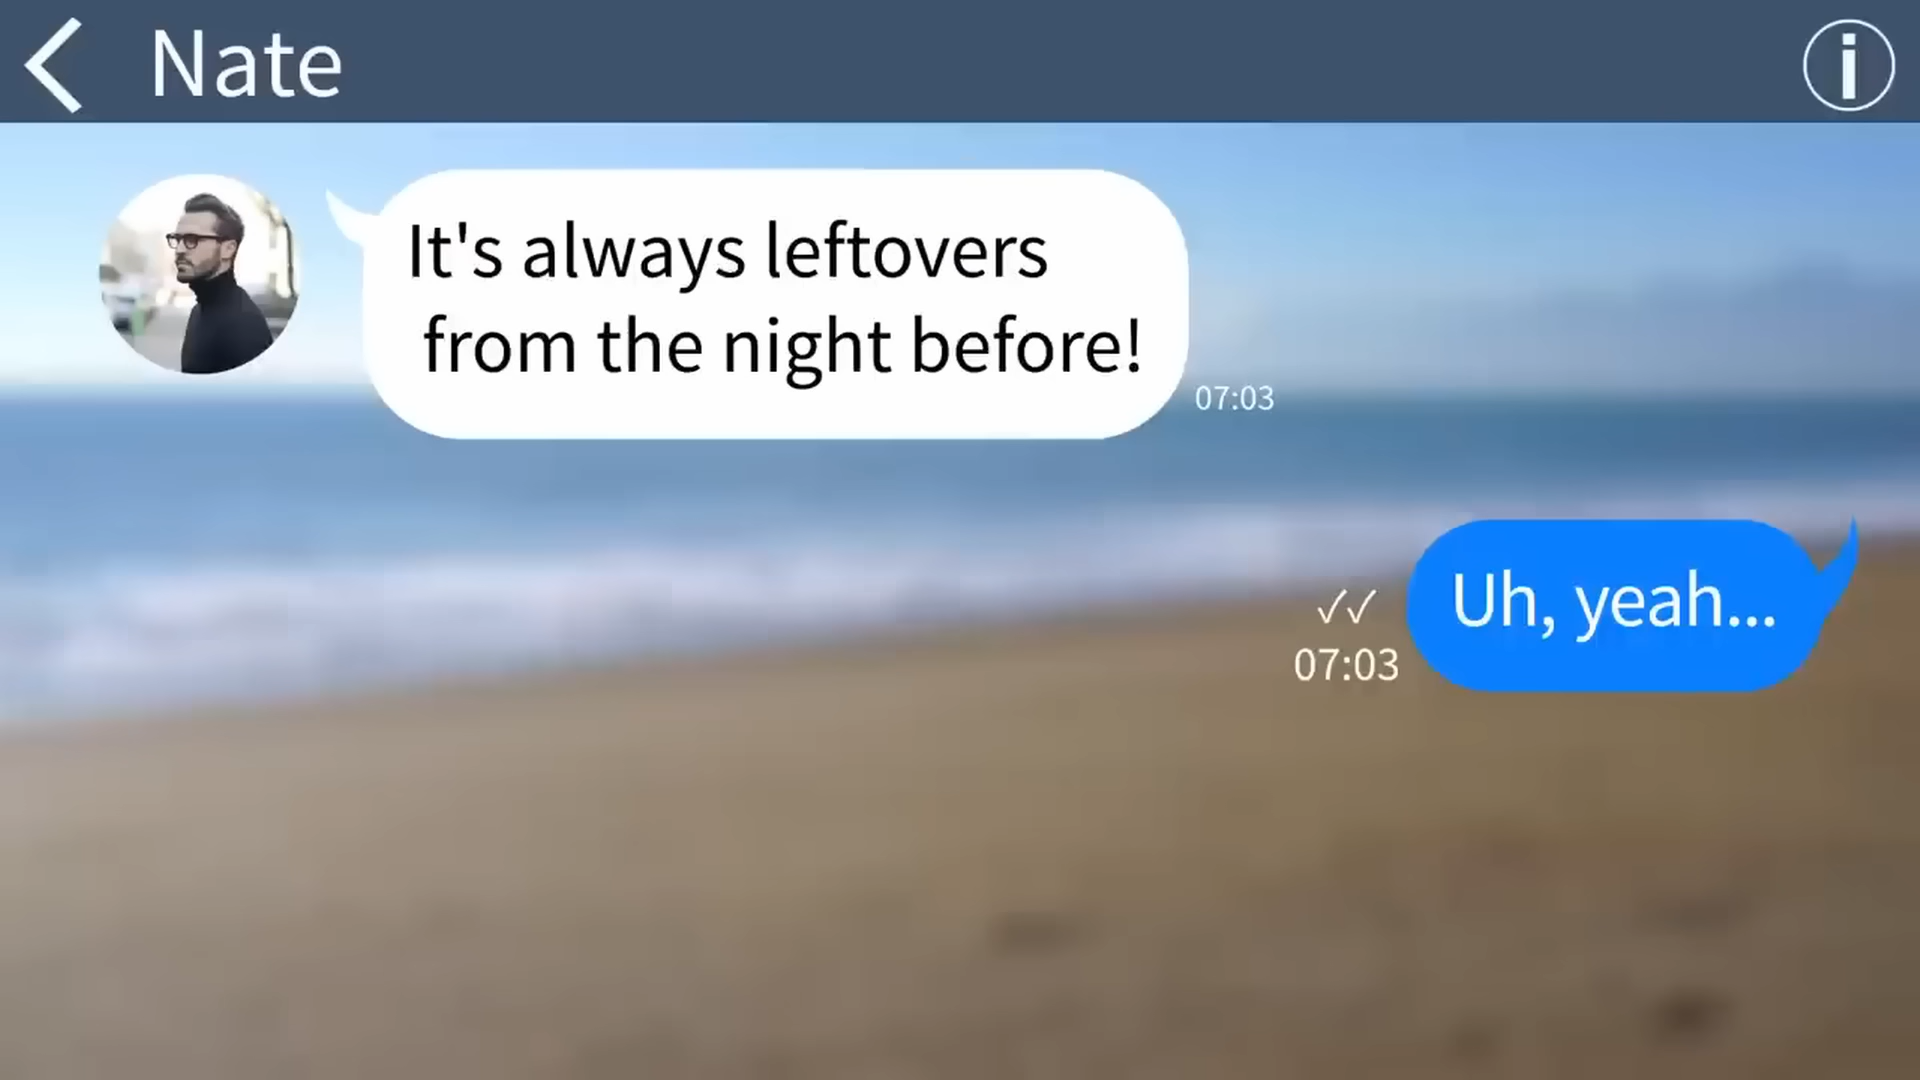 Nate
It's always leftovers
from the night before!
07:03
Uh, yeah...
✓✓
07:03